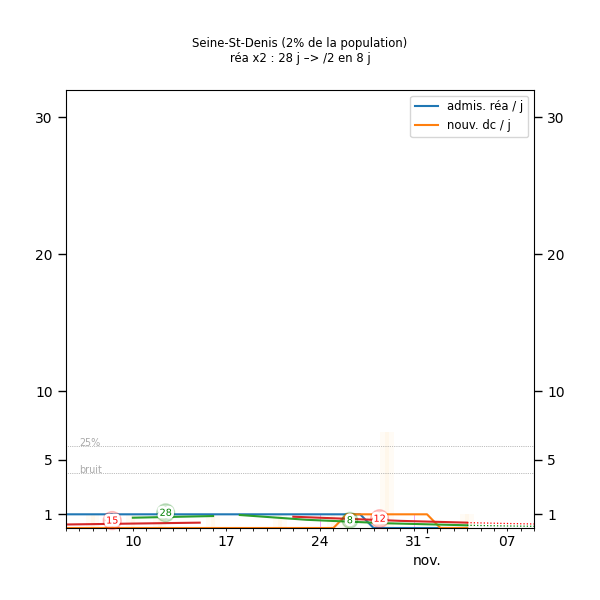 Seine-St-Denis (2% de la population)
réa x2 : 28 j –> /2 en 8 j
admis. réa / j
nouv. dc / j
30 30
20 20
10 10
25%
5 5
bruit
1 1
15 28 8 12
10 17 24 31 - 07
nov.